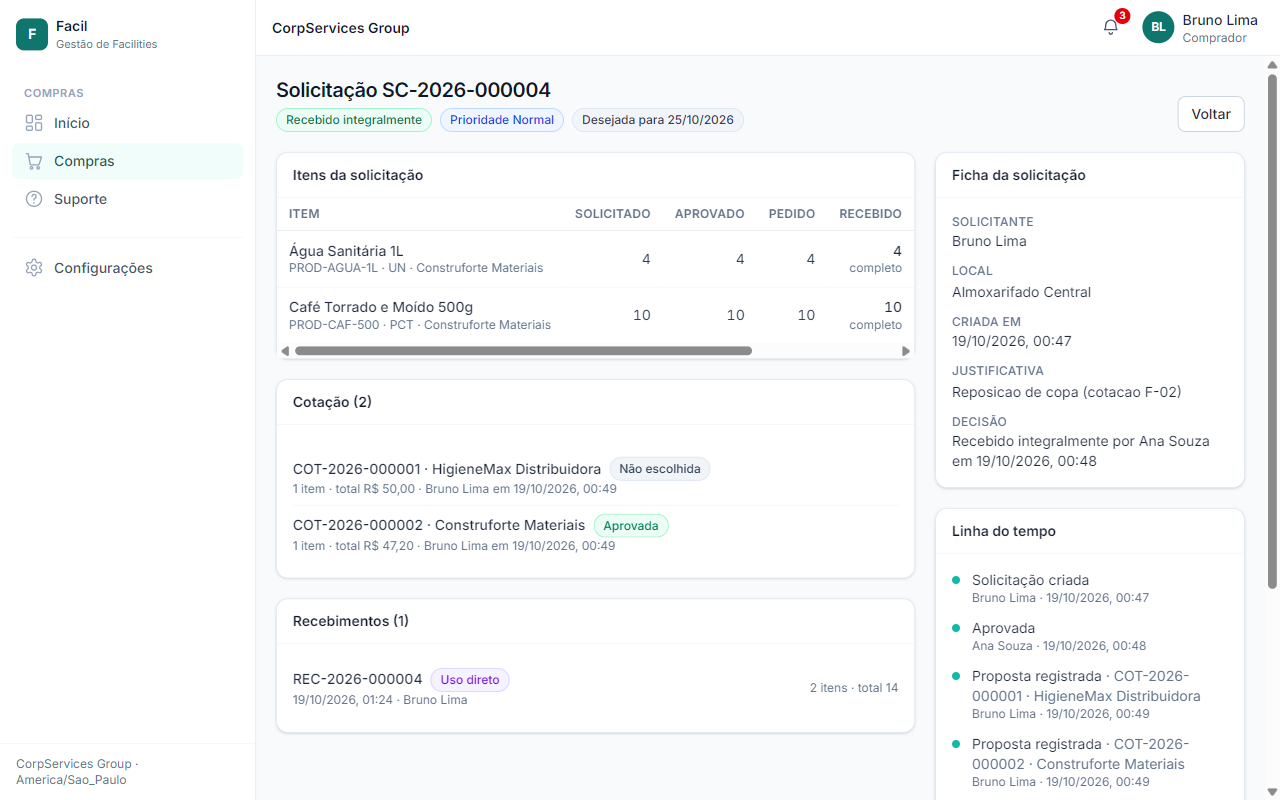 F
Facil
Gestão de Facilities
COMPRAS
Início
Compras
Suporte
Configurações
CorpServices Group ·
America/Sao_Paulo
CorpServices Group
3
BL
Bruno Lima
Comprador
Solicitação SC-2026-000004
Recebido integralmente
Prioridade Normal
Desejada para 25/10/2026
Voltar
Itens da solicitação
ITEM SOLICITADO APROVADO PEDIDO RECEBIDO
Água Sanitária 1L
PROD-AGUA-1L · UN · Construforte Materiais
4 4 4 4
completo
Café Torrado e Moído 500g
PROD-CAF-500 · PCT · Construforte Materiais
10 10 10 10
completo
Cotação (2)
COT-2026-000001 · HigieneMax Distribuidora Não escolhida
1 item · total R$ 50,00 · Bruno Lima em 19/10/2026, 00:49
COT-2026-000002 · Construforte Materiais Aprovada
1 item · total R$ 47,20 · Bruno Lima em 19/10/2026, 00:49
Recebimentos (1)
REC-2026-000004 Uso direto
19/10/2026, 01:24 · Bruno Lima
2 itens · total 14
Ficha da solicitação
SOLICITANTE
Bruno Lima
LOCAL
Almoxarifado Central
CRIADA EM
19/10/2026, 00:47
JUSTIFICATIVA
Reposicao de copa (cotacao F-02)
DECISÃO
Recebido integralmente por Ana Souza
em 19/10/2026, 00:48
Linha do tempo
Solicitação criada
Bruno Lima · 19/10/2026, 00:47
Aprovada
Ana Souza · 19/10/2026, 00:48
Proposta registrada · COT-2026-
000001 · HigieneMax Distribuidora
Bruno Lima · 19/10/2026, 00:49
Proposta registrada · COT-2026-
000002 · Construforte Materiais
Bruno Lima · 19/10/2026, 00:49